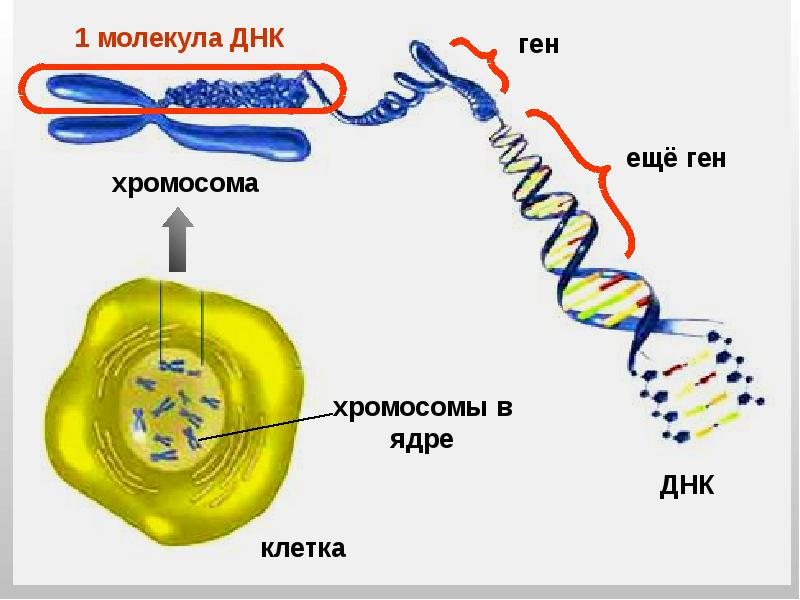 1 молекула ДНК
ген
ещё ген
хромосома
хромосомы в
ядре
ДНК
клетка